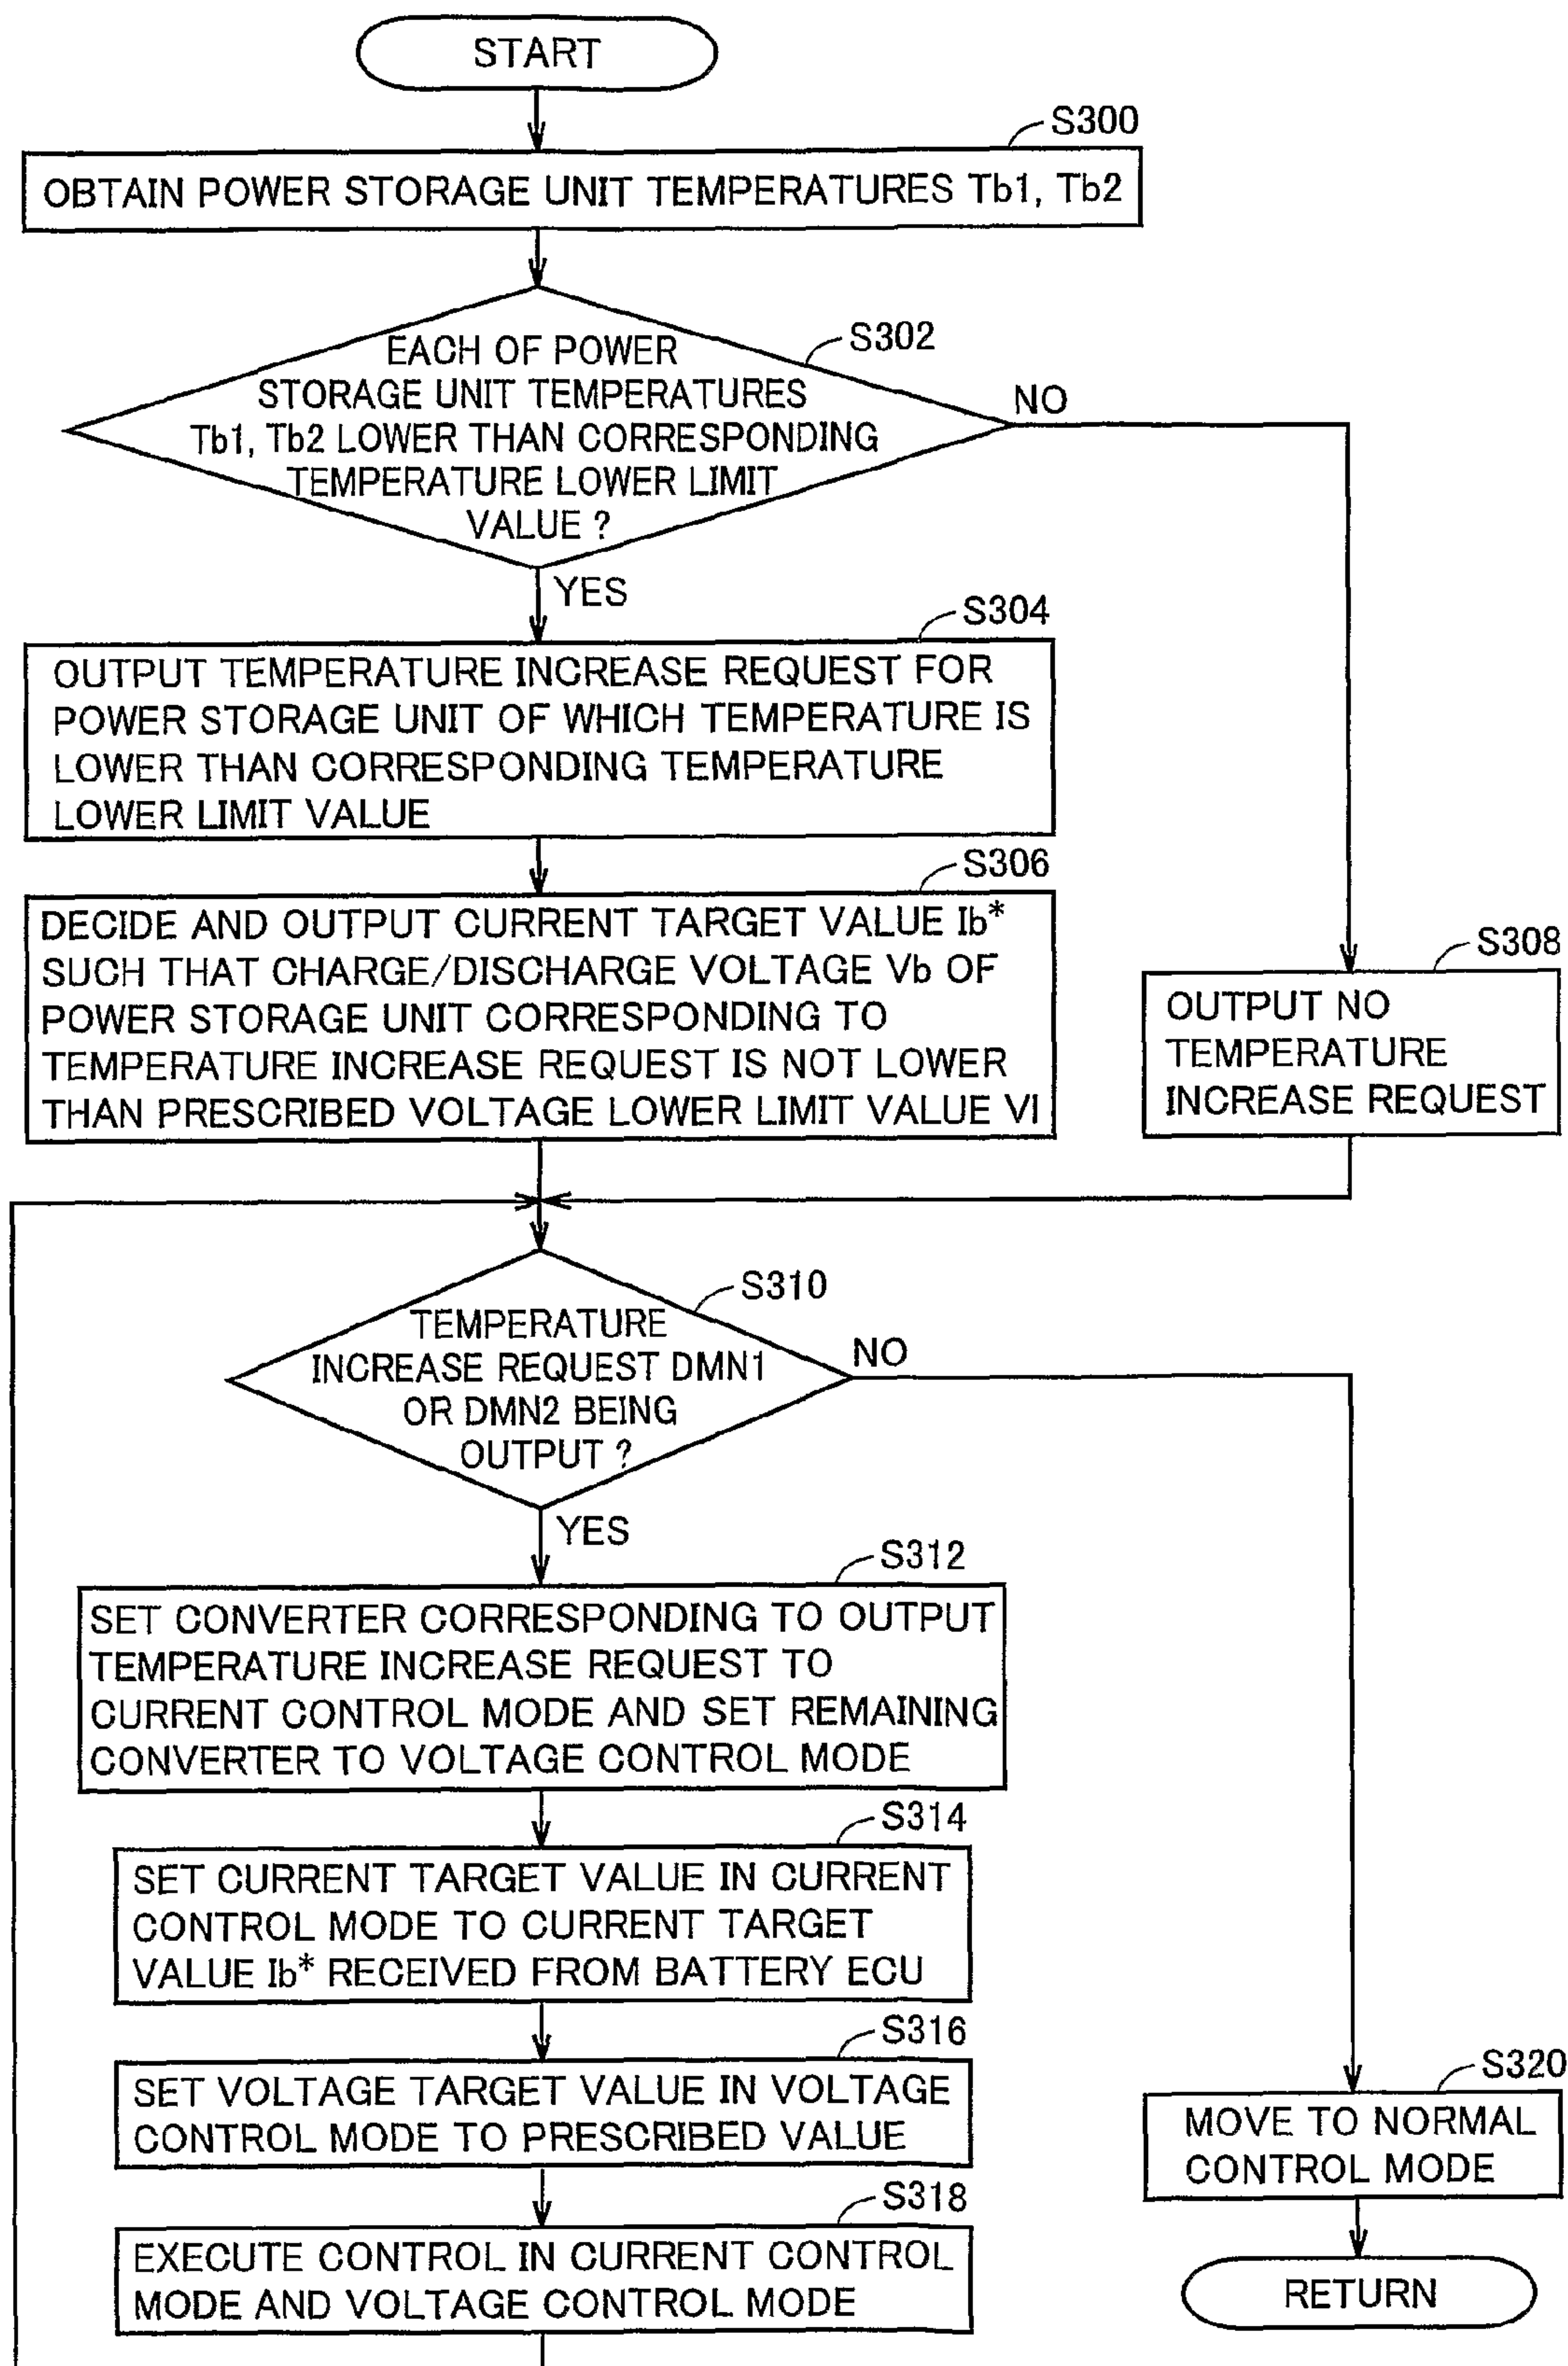 START
S300
OBTAIN POWER STORAGE UNIT TEMPERATURES Tb1, Tb2
S302
EACH OF POWER
STORAGE UNIT TEMPERATURES
Tb1, Tb2 LOWER THAN CORRESPONDING
TEMPERATURE LOWER LIMIT
VALUE ?
NO
YES
S304
OUTPUT TEMPERATURE INCREASE REQUEST FOR
POWER STORAGE UNIT OF WHICH TEMPERATURE IS
LOWER THAN CORRESPONDING TEMPERATURE
LOWER LIMIT VALUE
S306
DECIDE AND OUTPUT CURRENT TARGET VALUE Ib*
SUCH THAT CHARGE/DISCHARGE VOLTAGE Vb OF
POWER STORAGE UNIT CORRESPONDING TO
TEMPERATURE INCREASE REQUEST IS NOT LOWER
THAN PRESCRIBED VOLTAGE LOWER LIMIT VALUE Vl
S308
OUTPUT NO
TEMPERATURE
INCREASE REQUEST
S310
TEMPERATURE
INCREASE REQUEST DMN1
OR DMN2 BEING
OUTPUT ?
NO
YES
S312
SET CONVERTER CORRESPONDING TO OUTPUT
TEMPERATURE INCREASE REQUEST TO
CURRENT CONTROL MODE AND SET REMAINING
CONVERTER TO VOLTAGE CONTROL MODE
S314
SET CURRENT TARGET VALUE IN CURRENT
CONTROL MODE TO CURRENT TARGET
VALUE Ib* RECEIVED FROM BATTERY ECU
S316
SET VOLTAGE TARGET VALUE IN VOLTAGE
CONTROL MODE TO PRESCRIBED VALUE
S318
EXECUTE CONTROL IN CURRENT CONTROL
MODE AND VOLTAGE CONTROL MODE
S320
MOVE TO NORMAL
CONTROL MODE
RETURN